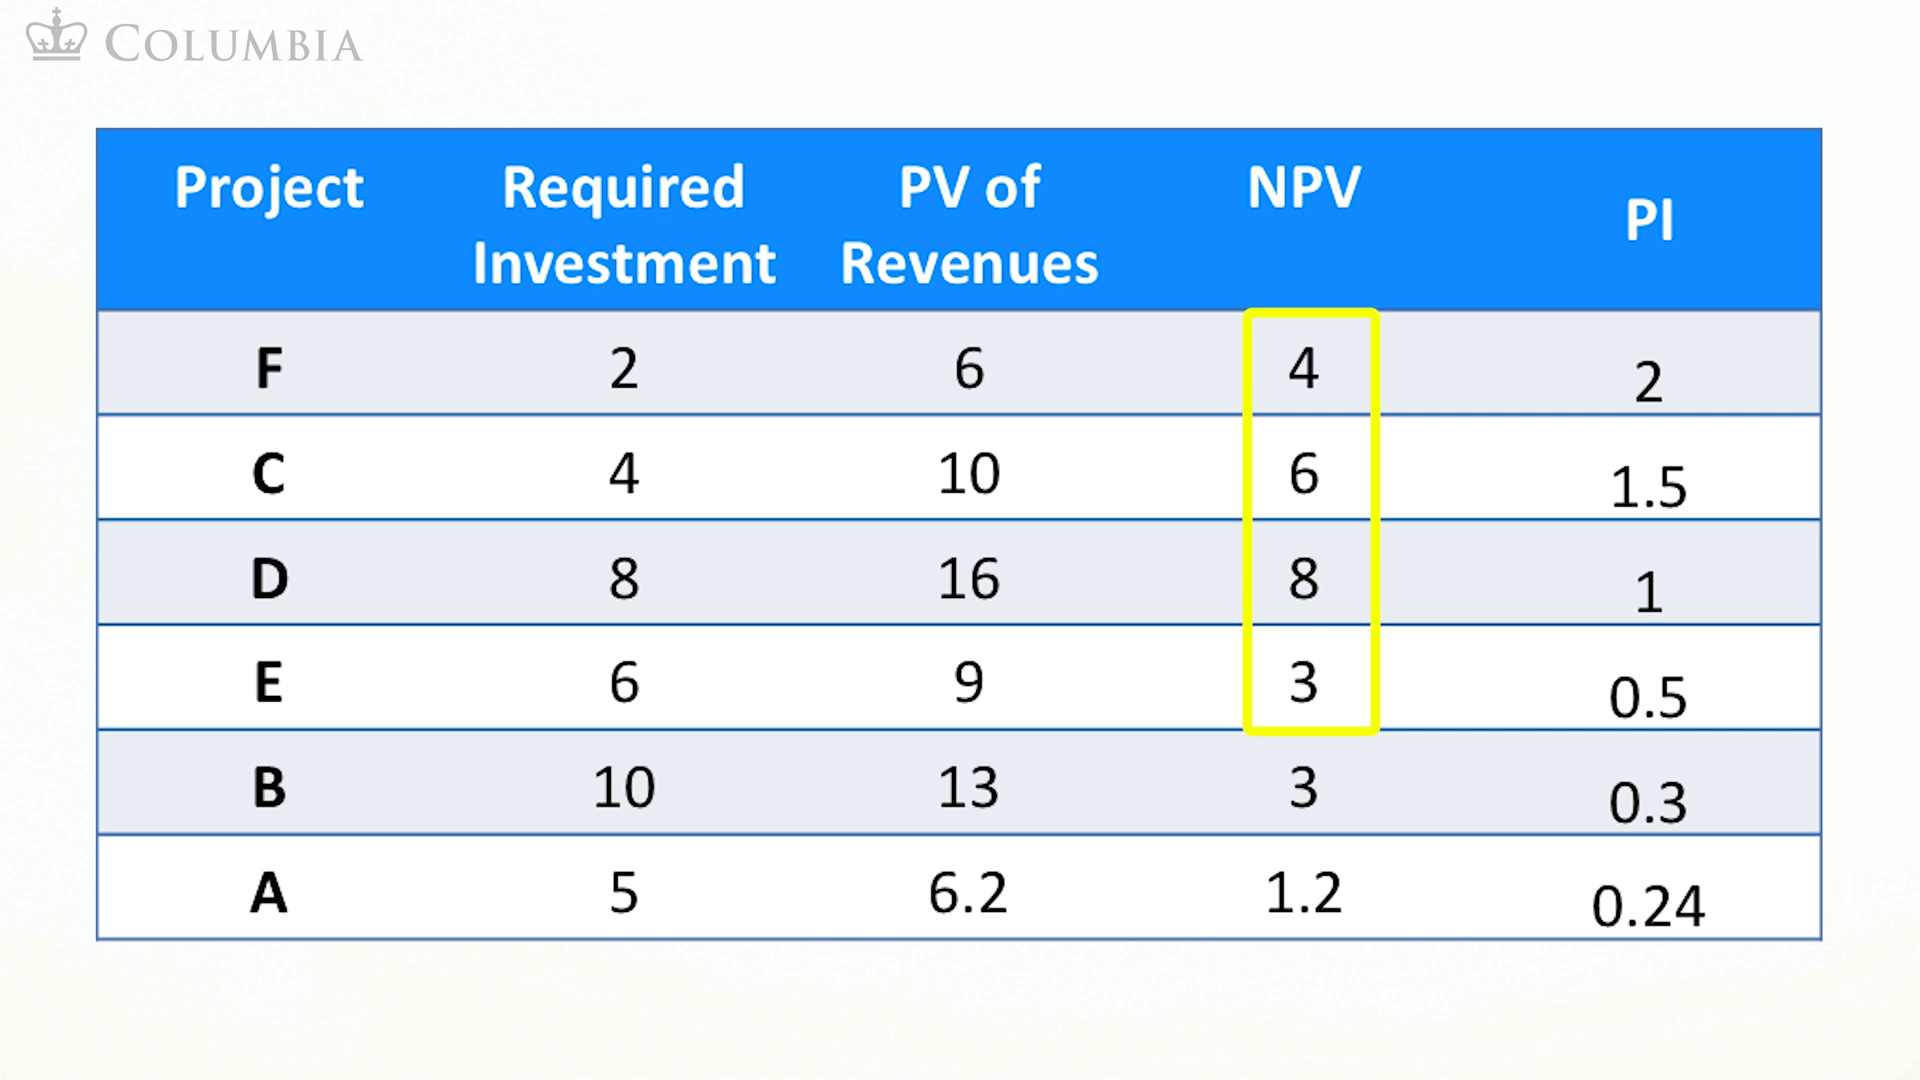 COLUMBIA
Project Required Investment PV of Revenues NPV PI
F 2 6 4 2
C 4 10 6 1.5
D 8 16 8 1
E 6 9 3 0.5
B 10 13 3 0.3
A 5 6.2 1.2 0.24